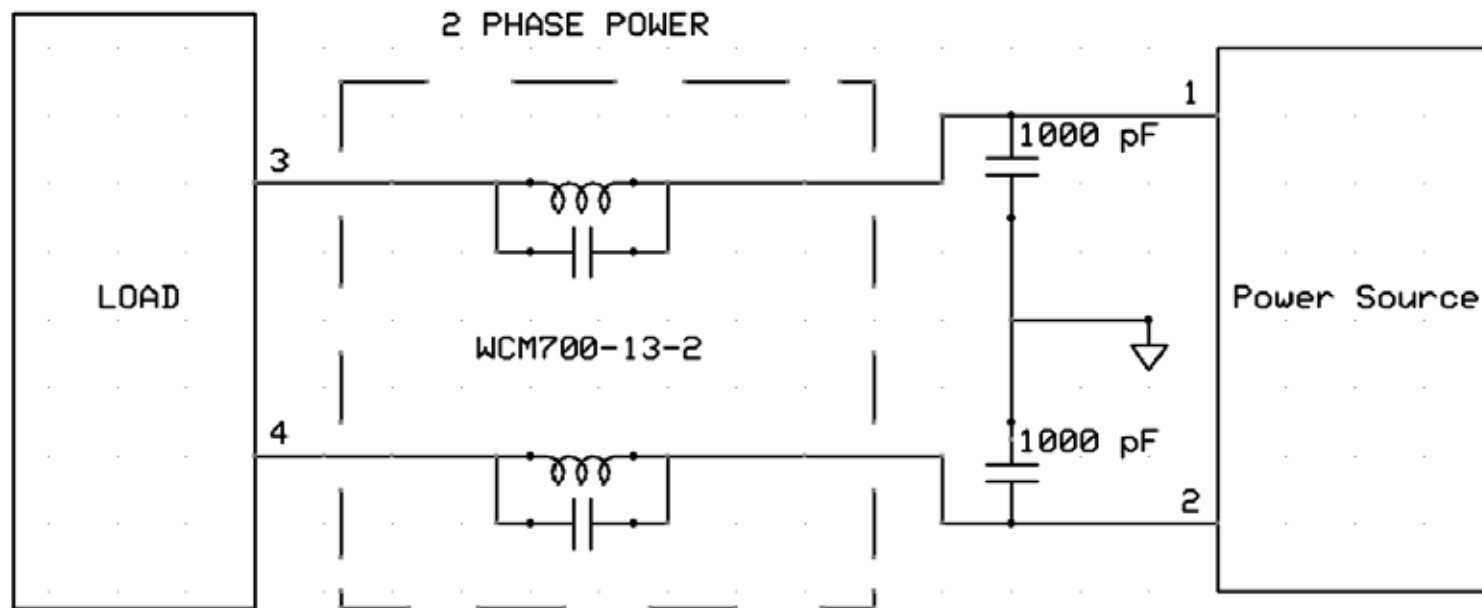 2 PHASE POWER
1
1000 pF
3
LOAD
Power Source
WCM700-13-2
4
1000 pF
2